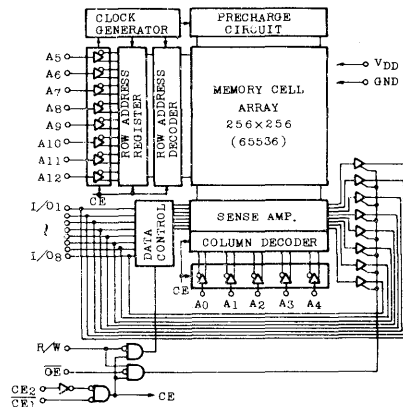 CLOCK
GENERATOR
PRECHARGE
CIRCUIT
A5
A6
A7
A8
A9
A10
A11
A12
ROW ADDRESS
REGISTER
ROW ADDRESS
DECODER
MEMORY CELL
ARRAY
256×256
(65536)
VDD
GND
CE
I/O1
~
I/O8
DATA
CONTROL
SENSE AMP.
COLUMN DECODER
CE
A0 A1 A2 A3 A4
R/W
OE
CE2
CE1
CE